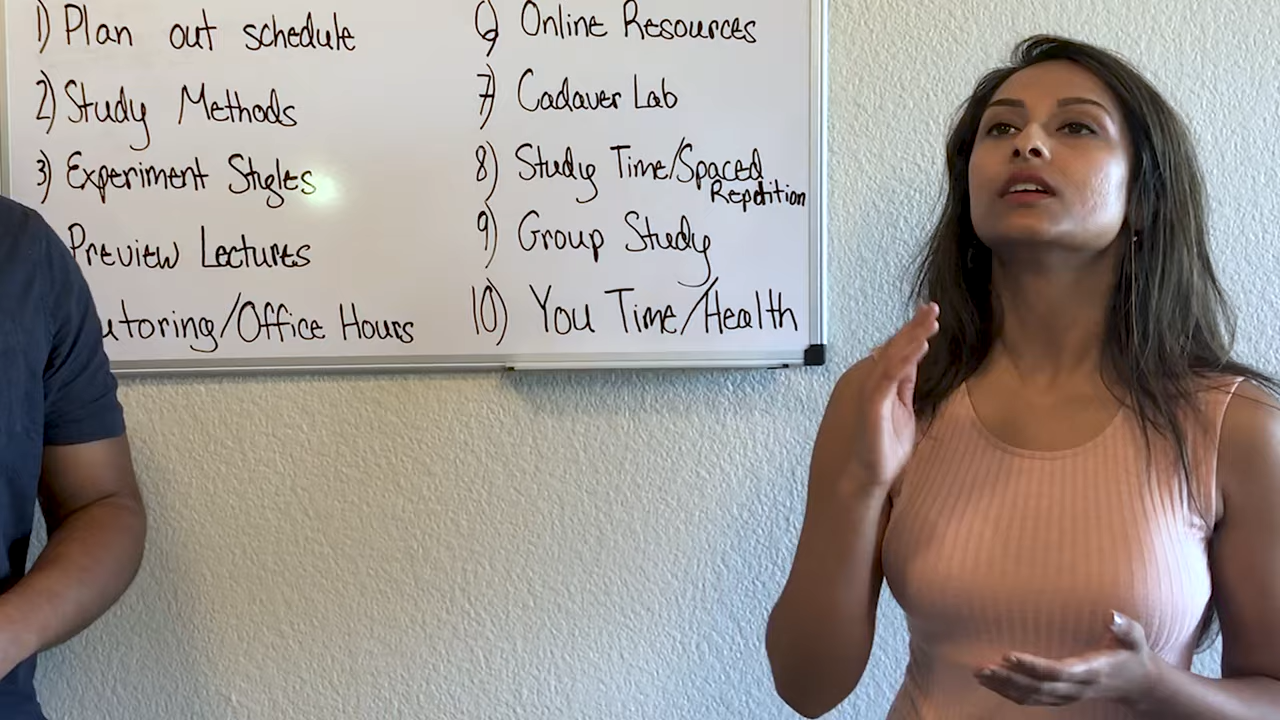 1) Plan out schedule
2) Study Methods
3) Experiment Styles
Preview Lectures
utoring/Office Hours
6) Online Resources
7) Cadaver Lab
8) Study Time/Spaced
Repetition
9) Group Study
10) You Time/Health